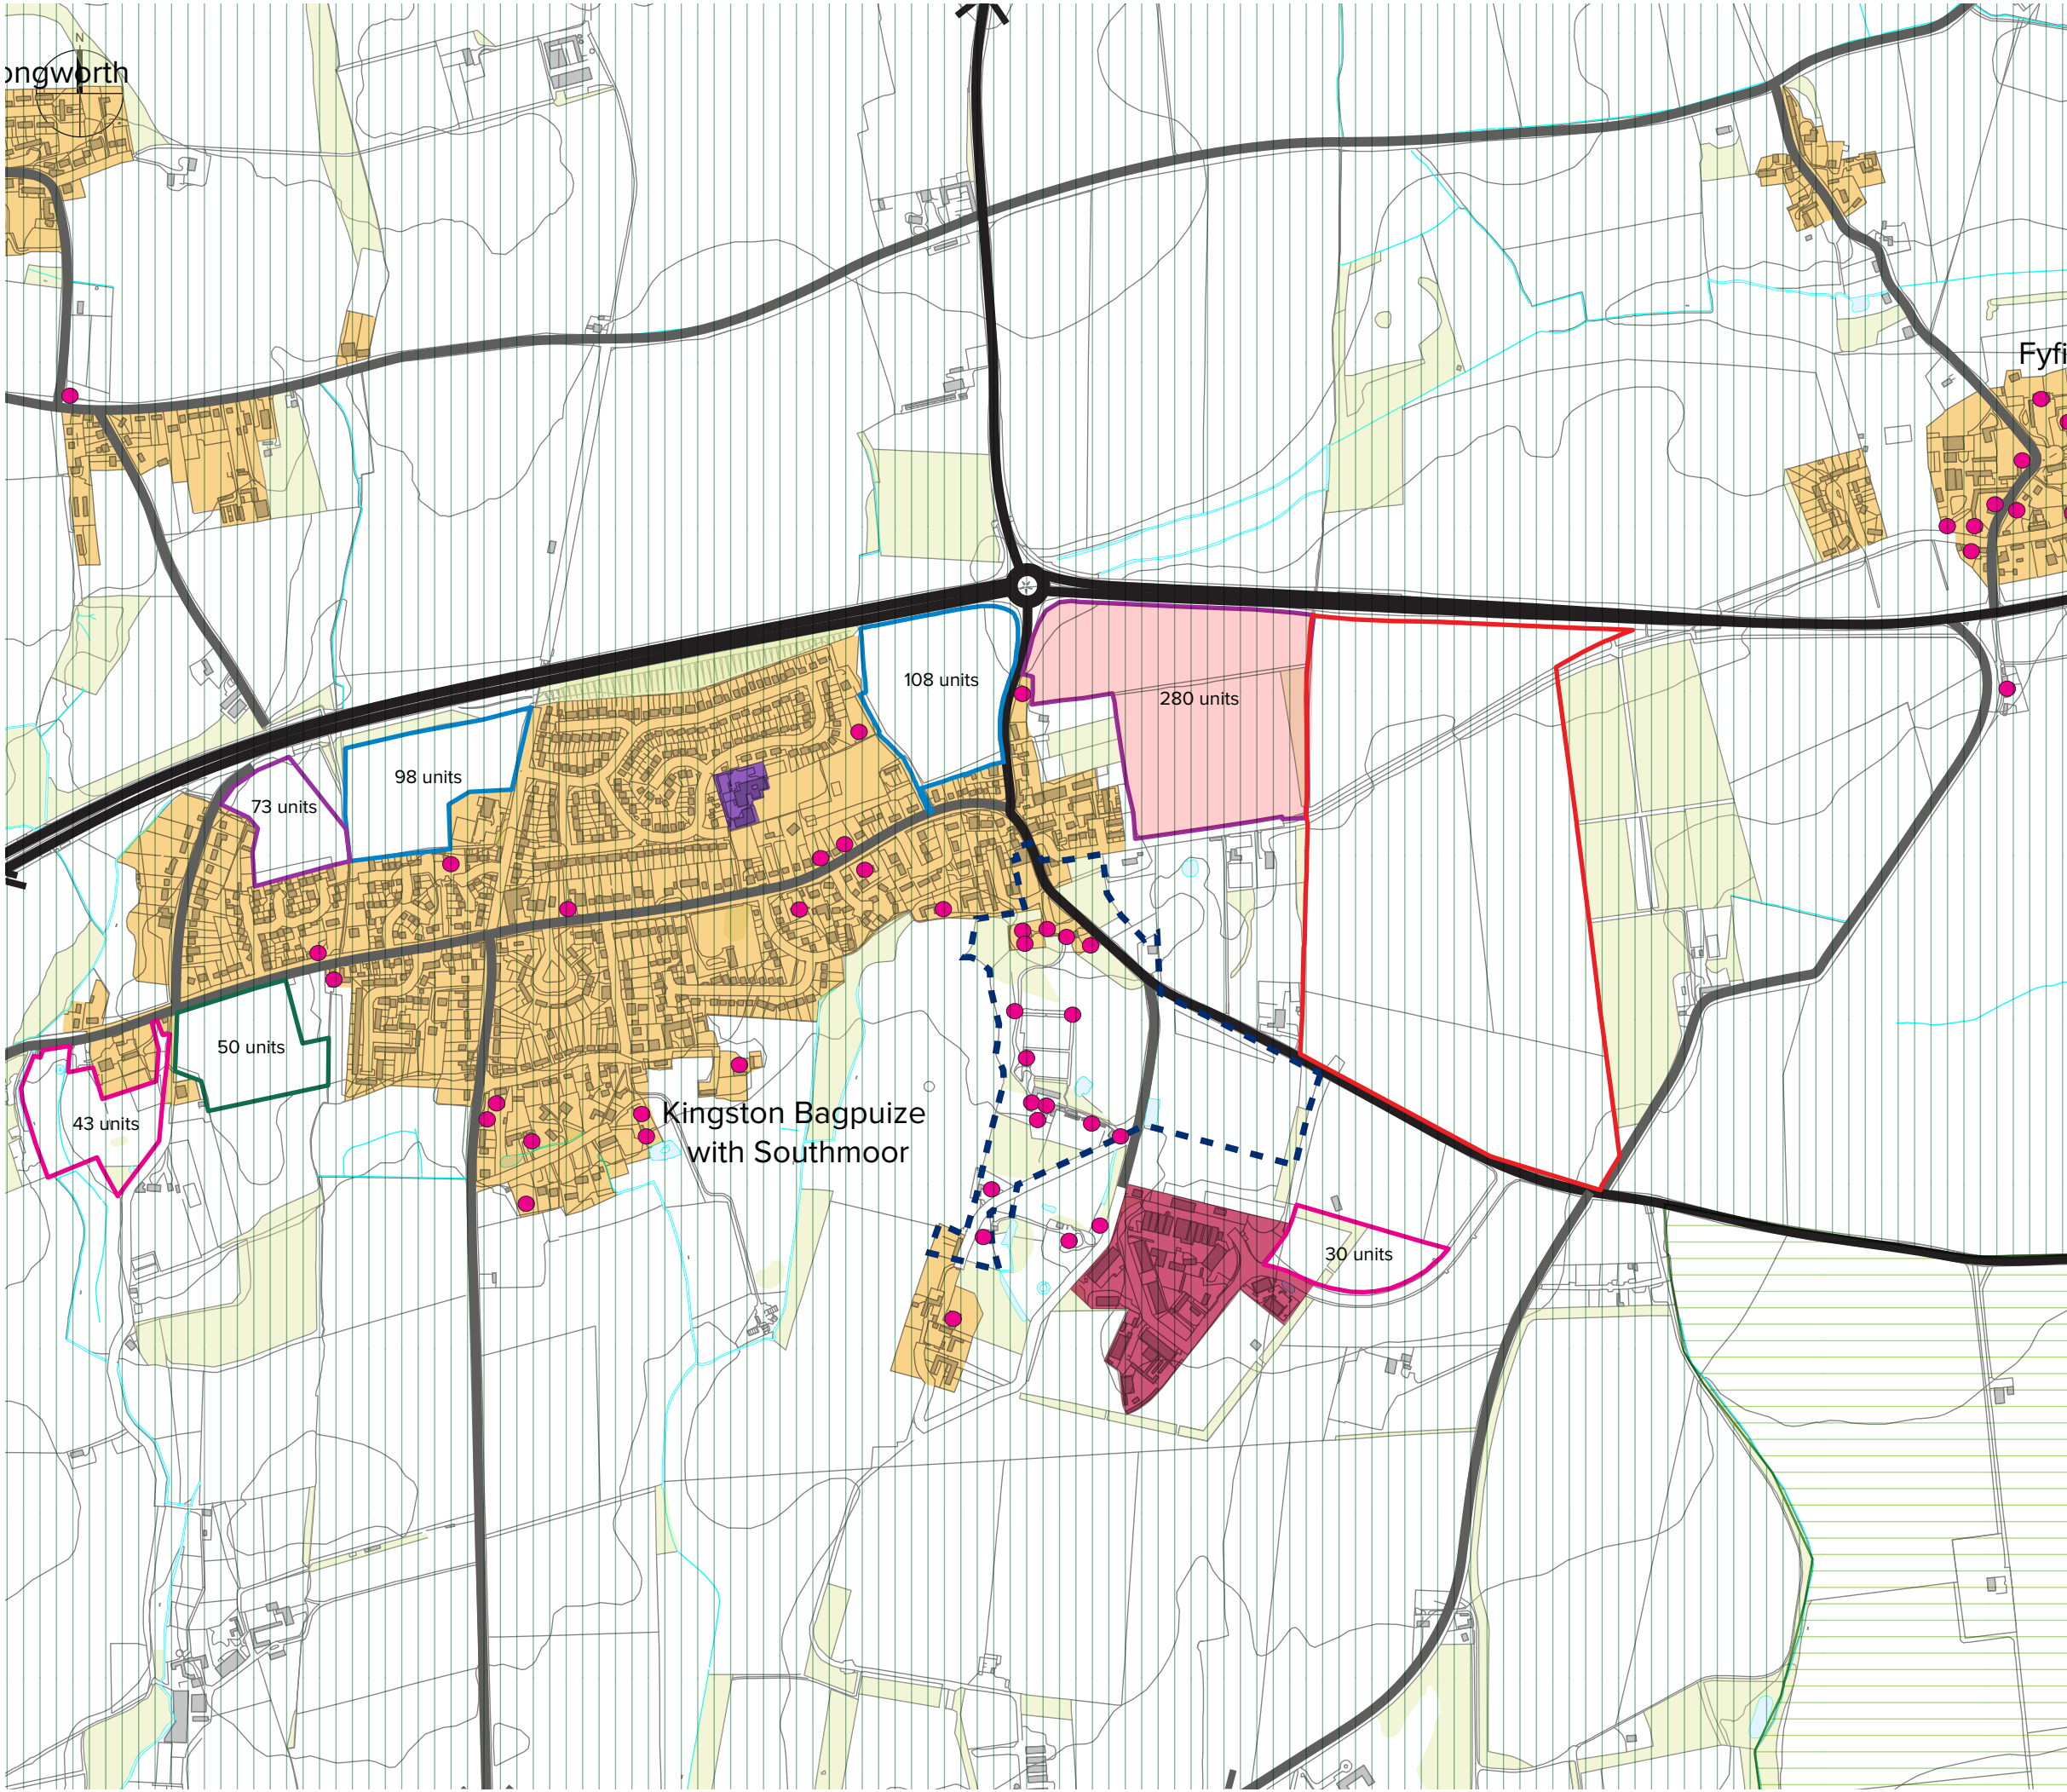 N
ongworth
Fyfi
108 units
280 units
98 units
73 units
50 units
43 units
Kingston Bagpuize
with Southmoor
30 units